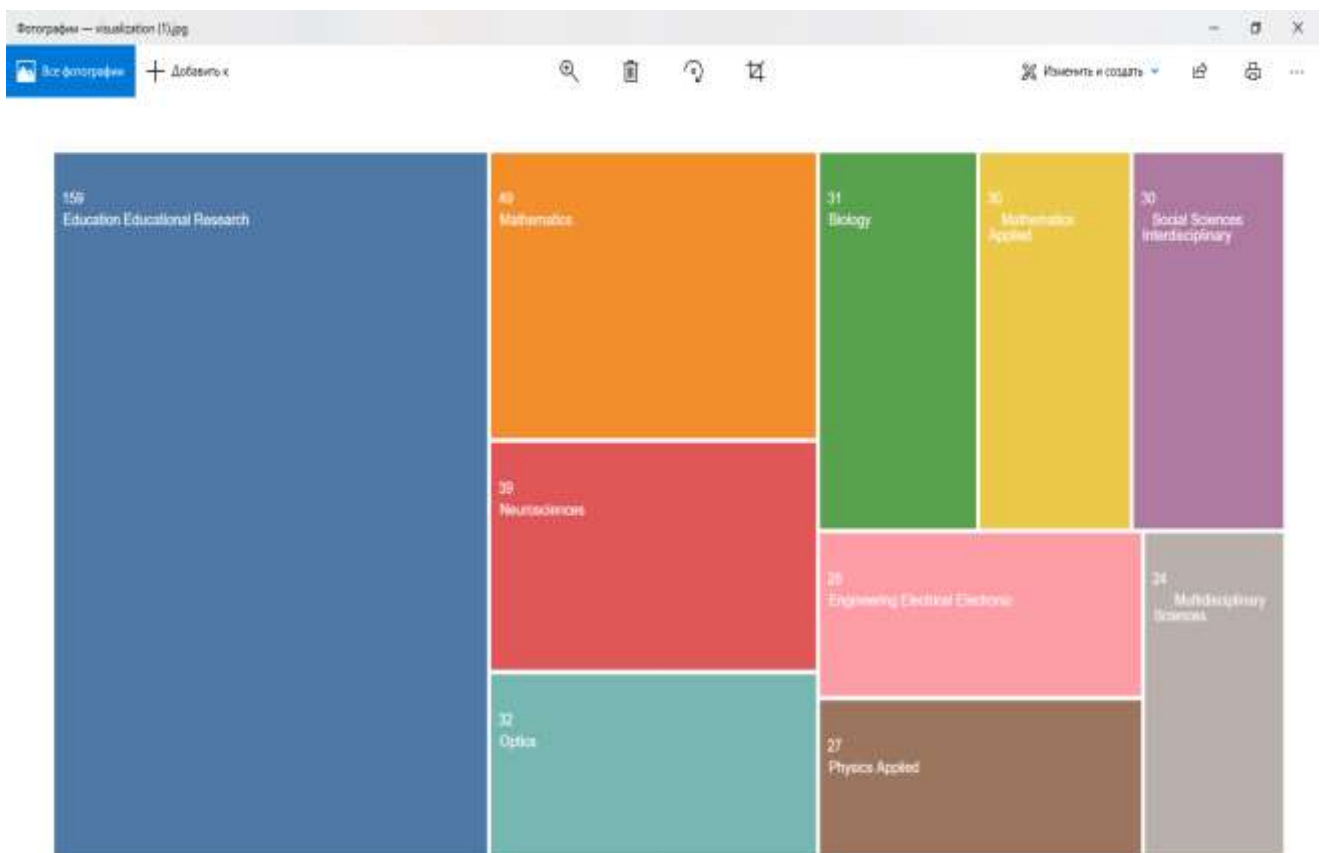 Фотографии — visualization (1).jpg
Все фотографии
Добавить к
Изменить и создать
159
Education Educational Research
49
Mathematics
39
Neurosciences
32
Optics
31
Biology
30
Mathematics
Applied
30
Social Sciences
Interdisciplinary
28
Engineering Electrical Electronic
27
Physics Applied
24
Multidisciplinary
Sciences